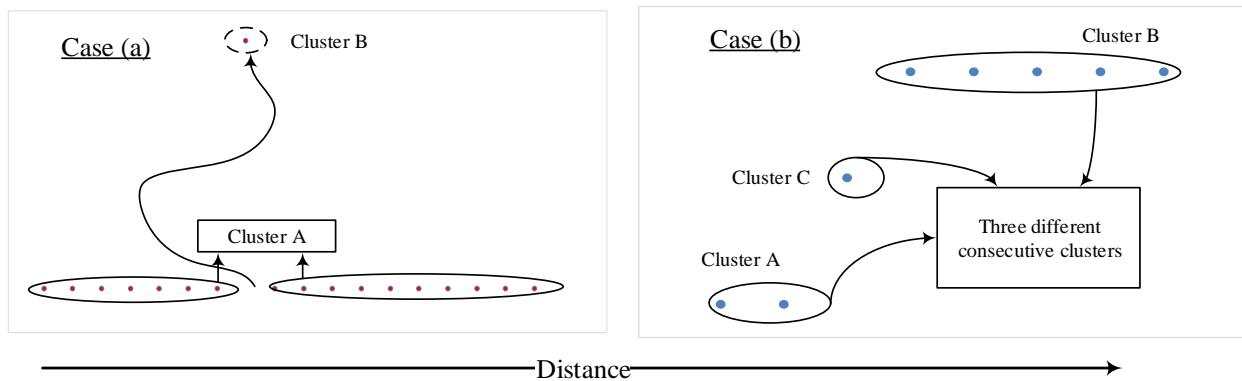 Case (a)
Cluster B
Cluster A
Case (b)
Cluster B
Cluster C
Cluster A
Three different
consecutive clusters
Distance